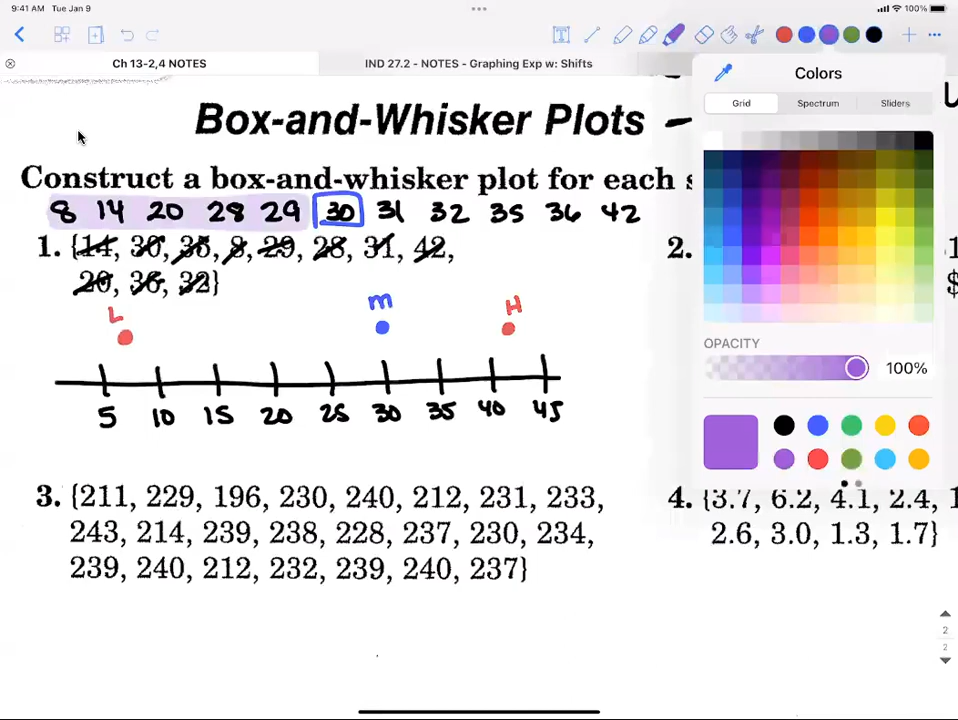 9:41 AM Tue Jan 9
100%
Ch 13-2,4 NOTES
IND 27.2 - NOTES - Graphing Exp w: Shifts
Colors
Grid
Spectrum
Sliders
Box-and-Whisker Plots –
Construct a box-and-whisker plot for each s
8 14 20 28 29 30 31 32 35 36 42
1. {14, 30, 35, 8, 29, 28, 31, 42,
20, 36, 32}
2.
$
L
M
H
5 10 15 20 25 30 35 40 45
OPACITY
100%
3. {211, 229, 196, 230, 240, 212, 231, 233,
243, 214, 239, 238, 228, 237, 230, 234,
239, 240, 212, 232, 239, 240, 237}
4. {3.7, 6.2, 4.1, 2.4, 1
2.6, 3.0, 1.3, 1.7}
2
2